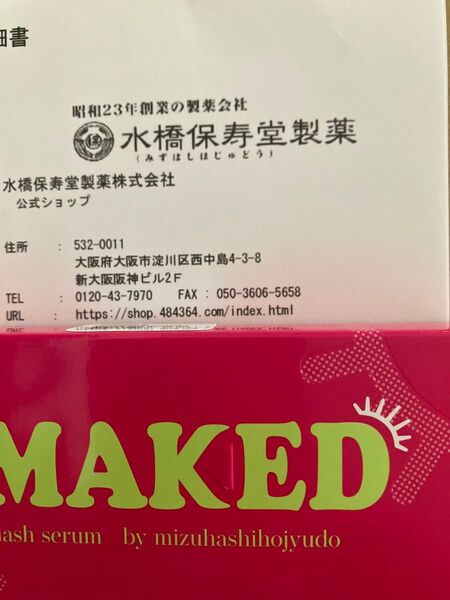 細書
昭和23年創業の製薬会社
水橋保寿堂製薬
(みずはしほじゅどう)
水橋保寿堂製薬株式会社
公式ショップ
住所 : 532-0011
大阪府大阪市淀川区西中島4-3-8
新大阪阪神ビル2F
TEL : 0120-43-7970 FAX : 050-3606-5658
URL : https://shop.484364.com/index.html
MAKED
lash serum by mizuhashihojyudo